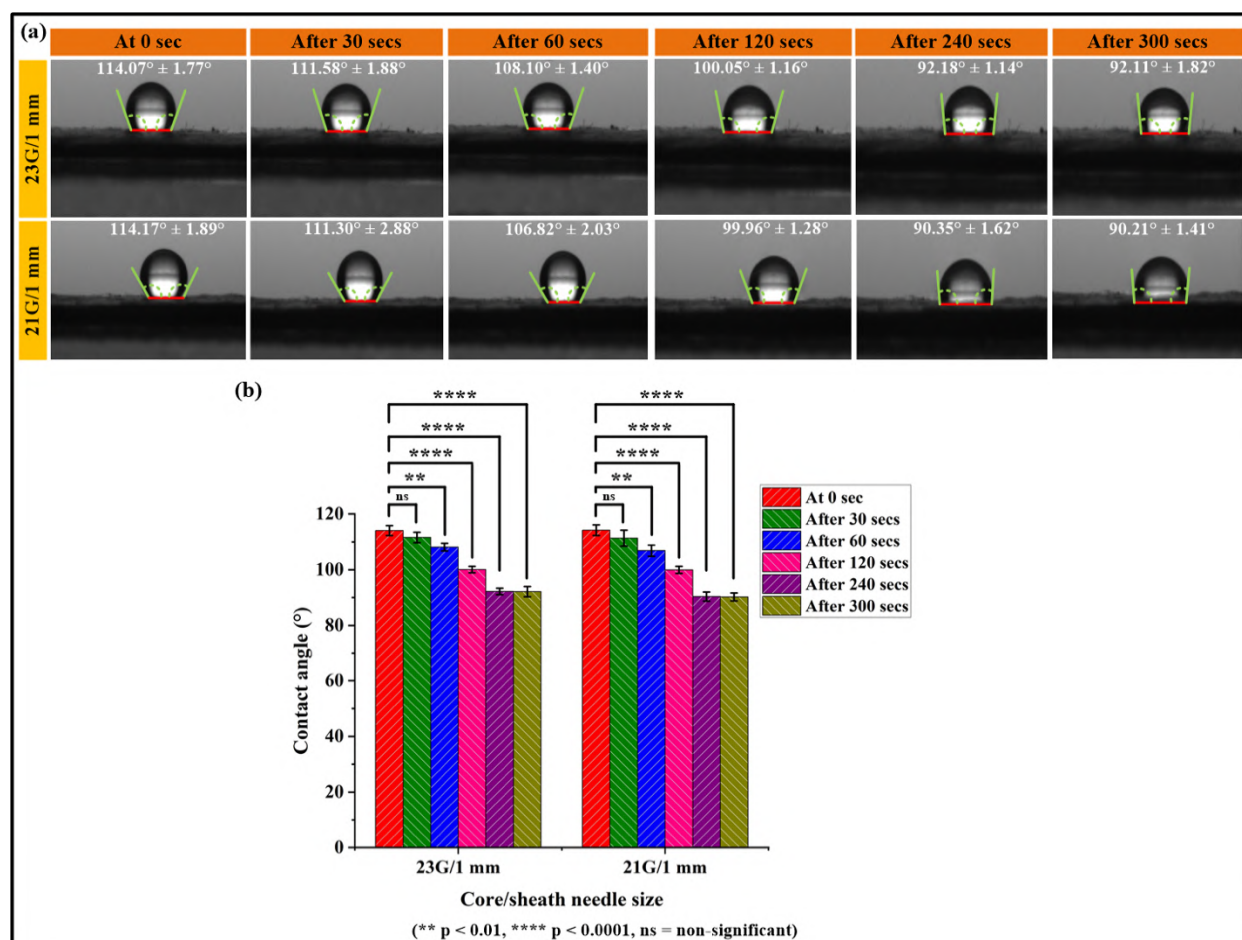 (a)
At 0 sec After 30 secs After 60 secs After 120 secs After 240 secs After 300 secs
23G/1 mm
114.07° ± 1.77° 111.58° ± 1.88° 108.10° ± 1.40° 100.05° ± 1.16° 92.18° ± 1.14° 92.11° ± 1.82°
21G/1 mm
114.17° ± 1.89° 111.30° ± 2.88° 106.82° ± 2.03° 99.96° ± 1.28° 90.35° ± 1.62° 90.21° ± 1.41°
(b)
**** ****
**** ****
**** ****
** **
ns ns
At 0 sec
After 30 secs
After 60 secs
After 120 secs
After 240 secs
After 300 secs
Contact angle (°)
120
100
80
60
40
20
0
23G/1 mm 21G/1 mm
Core/sheath needle size
(** p < 0.01, **** p < 0.0001, ns = non-significant)